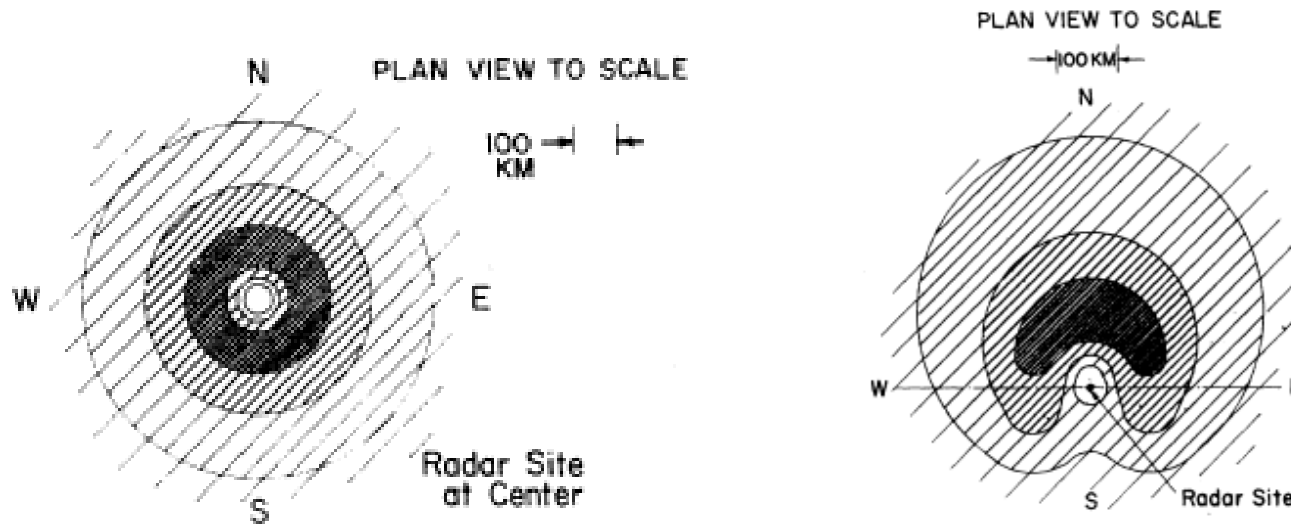 N
PLAN VIEW TO SCALE
100
KM
W
E
Radar Site
at Center
S
PLAN VIEW TO SCALE
100 KM
N
W
S
Radar Site